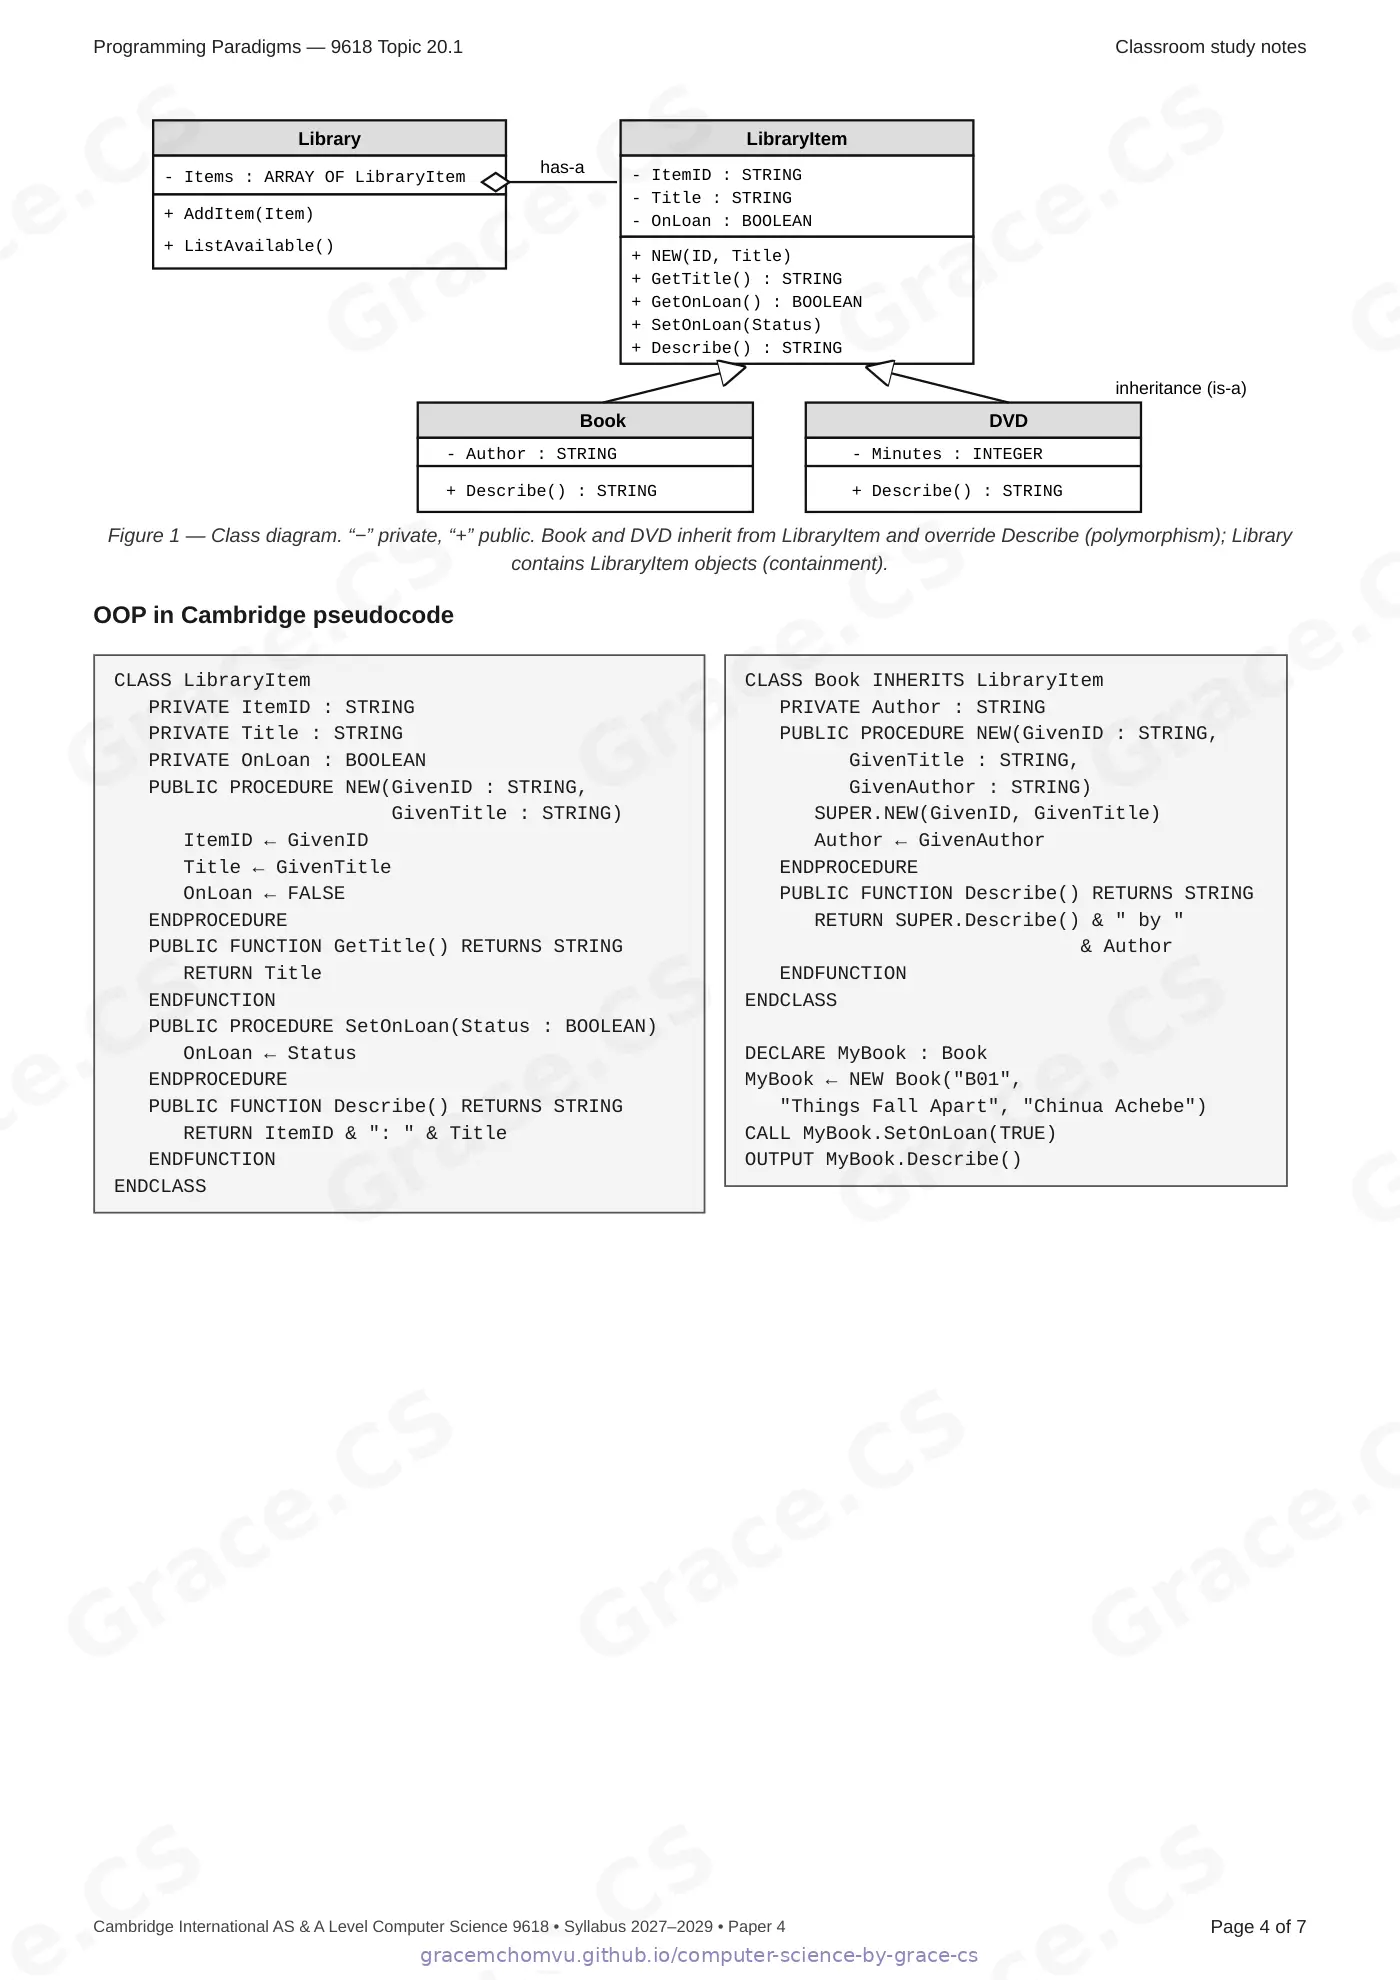 Programming Paradigms — 9618 Topic 20.1
Classroom study notes
Library
- Items : ARRAY OF LibraryItem
+ AddItem(Item)
+ ListAvailable()
has-a
LibraryItem
- ItemID : STRING
- Title : STRING
- OnLoan : BOOLEAN
+ NEW(ID, Title)
+ GetTitle() : STRING
+ GetOnLoan() : BOOLEAN
+ SetOnLoan(Status)
+ Describe() : STRING
inheritance (is-a)
Book
- Author : STRING
+ Describe() : STRING
DVD
- Minutes : INTEGER
+ Describe() : STRING
Figure 1 — Class diagram. “−” private, “+” public. Book and DVD inherit from LibraryItem and override Describe (polymorphism); Library
contains LibraryItem objects (containment).
OOP in Cambridge pseudocode
CLASS LibraryItem
   PRIVATE ItemID : STRING
   PRIVATE Title : STRING
   PRIVATE OnLoan : BOOLEAN
   PUBLIC PROCEDURE NEW(GivenID : STRING,
                        GivenTitle : STRING)
      ItemID ← GivenID
      Title ← GivenTitle
      OnLoan ← FALSE
   ENDPROCEDURE
   PUBLIC FUNCTION GetTitle() RETURNS STRING
      RETURN Title
   ENDFUNCTION
   PUBLIC PROCEDURE SetOnLoan(Status : BOOLEAN)
      OnLoan ← Status
   ENDPROCEDURE
   PUBLIC FUNCTION Describe() RETURNS STRING
      RETURN ItemID & ": " & Title
   ENDFUNCTION
ENDCLASS
CLASS Book INHERITS LibraryItem
   PRIVATE Author : STRING
   PUBLIC PROCEDURE NEW(GivenID : STRING,
         GivenTitle : STRING,
         GivenAuthor : STRING)
      SUPER.NEW(GivenID, GivenTitle)
      Author ← GivenAuthor
   ENDPROCEDURE
   PUBLIC FUNCTION Describe() RETURNS STRING
      RETURN SUPER.Describe() & " by "
                             & Author
   ENDFUNCTION
ENDCLASS
DECLARE MyBook : Book
MyBook ← NEW Book("B01",
   "Things Fall Apart", "Chinua Achebe")
CALL MyBook.SetOnLoan(TRUE)
OUTPUT MyBook.Describe()
Grace.CS
Cambridge International AS & A Level Computer Science 9618 • Syllabus 2027–2029 • Paper 4
Page 4 of 7
gracemchomvu.github.io/computer-science-by-grace-cs